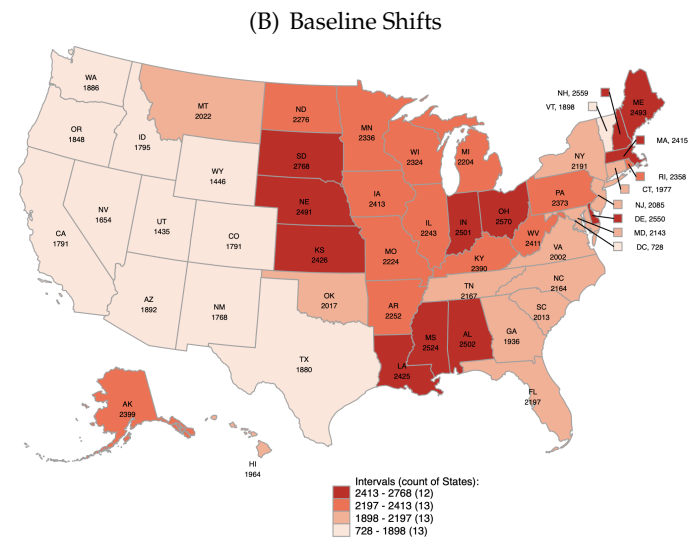 (B) Baseline Shifts
WA
1886
MT
2022
ND
2276
MN
2336
NH, 2559
VT, 1898
ME
2493
MA, 2415
OR
1848
ID
1795
SD
2768
WI
2324
MI
2204
NY
2191
RI, 2358
CT, 1977
WY
1446
NJ, 2085
DE, 2550
MD, 2143
DC, 728
NV
1654
UT
1435
NE
2491
IA
2413
PA
2373
CA
1791
CO
1791
IL
2243
IN
2501
OH
2570
WV
2411
VA
2002
KS
2426
MO
2224
KY
2390
NC
2164
TN
2167
AZ
1892
NM
1768
OK
2017
AR
2252
SC
2013
MS
2524
AL
2502
GA
1936
TX
1880
LA
2425
FL
2197
AK
2399
HI
1964
Intervals (count of States):
2413 - 2768 (12)
2197 - 2413 (13)
1898 - 2197 (13)
728 - 1898 (13)